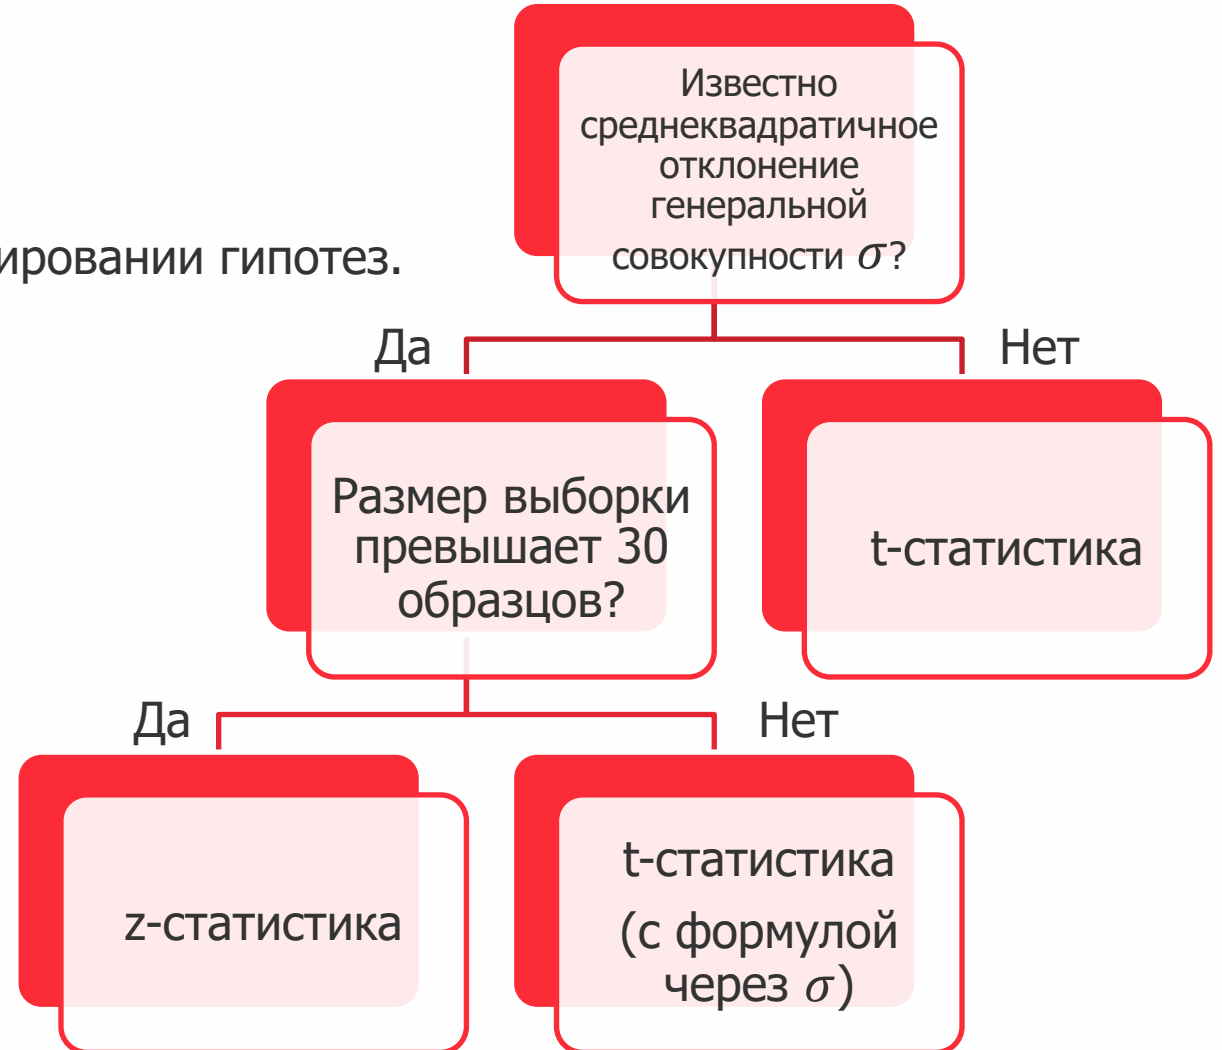 Известно
среднеквадратичное
отклонение
генеральной
совокупности σ?
гипотез.
Да
Нет
Размер выборки
превышает 30
образцов?
t-статистика
Да
Нет
z-статистика
t-статистика
(с формулой
через σ)